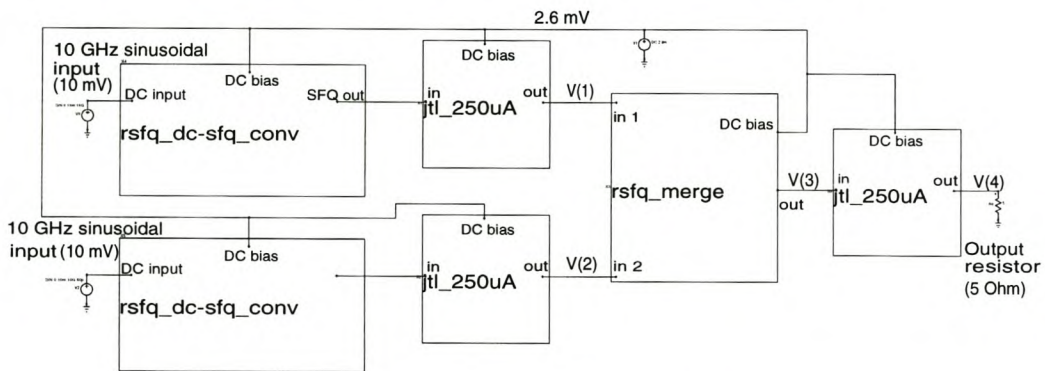 2.6 mV
10 GHz sinusoidal
input
(10 mV)
DC input
DC bias
SFQ out
rsfq_dc-sfq_conv
DC bias
in
out
jtl_250uA
V(1)
in 1
DC bias
rsfq_merge
in 2
V(3)
out
DC bias
in
out
jtl_250uA
V(4)
Output
resistor
(5 Ohm)
10 GHz sinusoidal
input (10 mV)
DC input
DC bias
rsfq_dc-sfq_conv
DC bias
in
out
jtl_250uA
V(2)